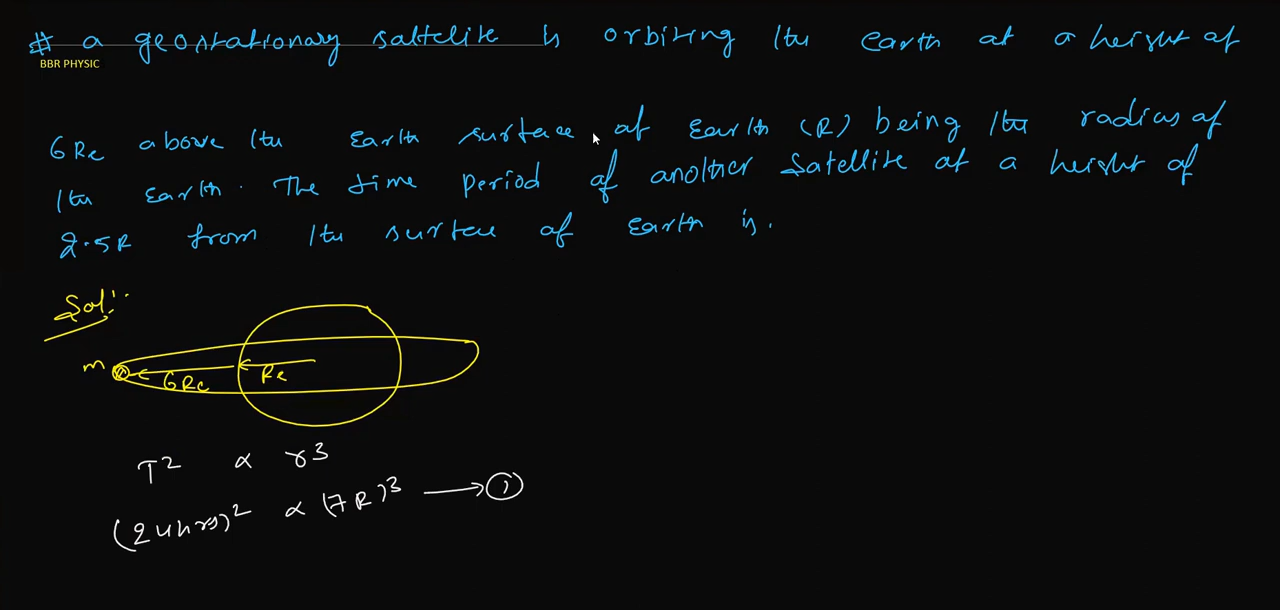 # a geostationary saltelite is orbiting the earth at a height of
BBR PHYSIC
6Re above the Earth surface of Earth (R) being the radius of
the earth. The time period of another satellite at a height of
2.5R from the surface of Earth is.
Sol:
m 6Re Re
T² ∝ r³
(24hrs)² ∝ (7R)³ → 1